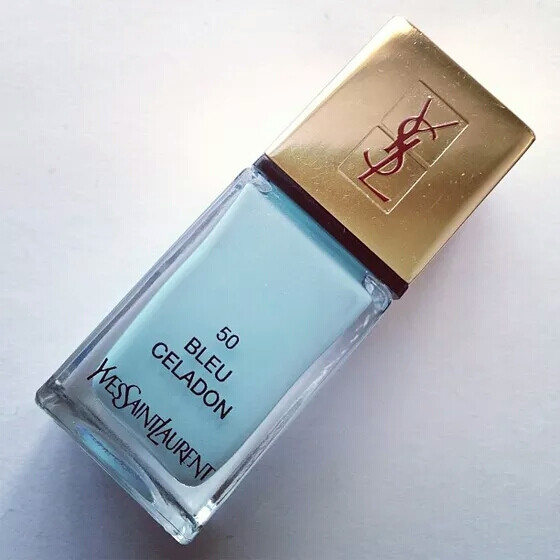 YSL
50
BLEU
CELADON
YVESSAINTLAURENT